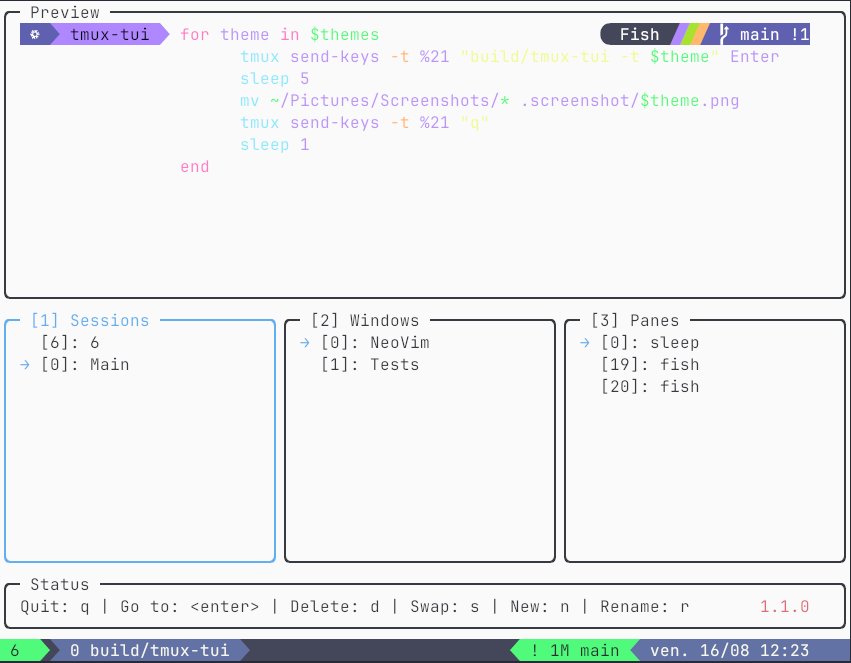 Preview
tmux-tui for theme in $themes Fish main !1
tmux send-keys -t %21 "build/tmux-tui -t $theme" Enter
sleep 5
mv ~/Pictures/Screenshots/* .screenshot/$theme.png
tmux send-keys -t %21 "q"
sleep 1
end
[1] Sessions
[6]: 6
→ [0]: Main
[2] Windows
→ [0]: NeoVim
[1]: Tests
[3] Panes
→ [0]: sleep
[19]: fish
[20]: fish
Status
Quit: q | Go to: <enter> | Delete: d | Swap: s | New: n | Rename: r 1.1.0
6 0 build/tmux-tui ! 1M main ven. 16/08 12:23